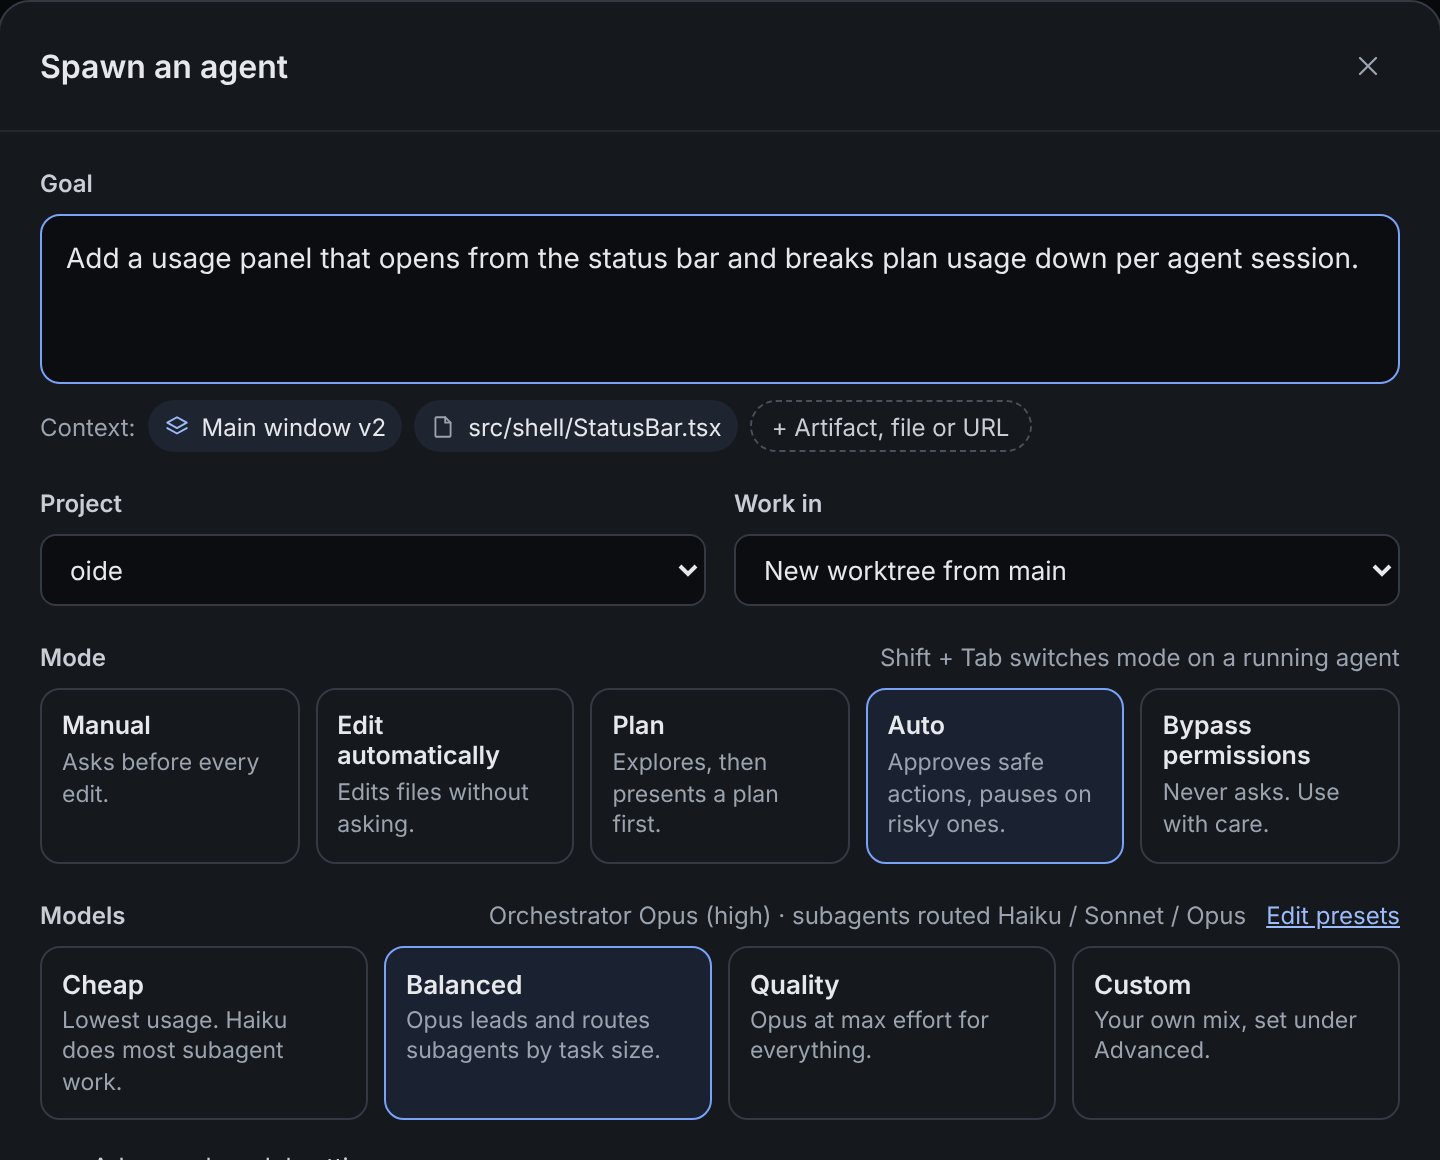 Spawn an agent
Goal
Add a usage panel that opens from the status bar and breaks plan usage down per agent session.
Context: Main window v2 src/shell/StatusBar.tsx + Artifact, file or URL
Project
oide
Work in
New worktree from main
Mode
Shift + Tab switches mode on a running agent
Manual
Asks before every
edit.
Edit
automatically
Edits files without
asking.
Plan
Explores, then
presents a plan
first.
Auto
Approves safe
actions, pauses on
risky ones.
Bypass
permissions
Never asks. Use
with care.
Models
Orchestrator Opus (high) · subagents routed Haiku / Sonnet / Opus Edit presets
Cheap
Lowest usage. Haiku
does most subagent
work.
Balanced
Opus leads and routes
subagents by task size.
Quality
Opus at max effort for
everything.
Custom
Your own mix, set under
Advanced.